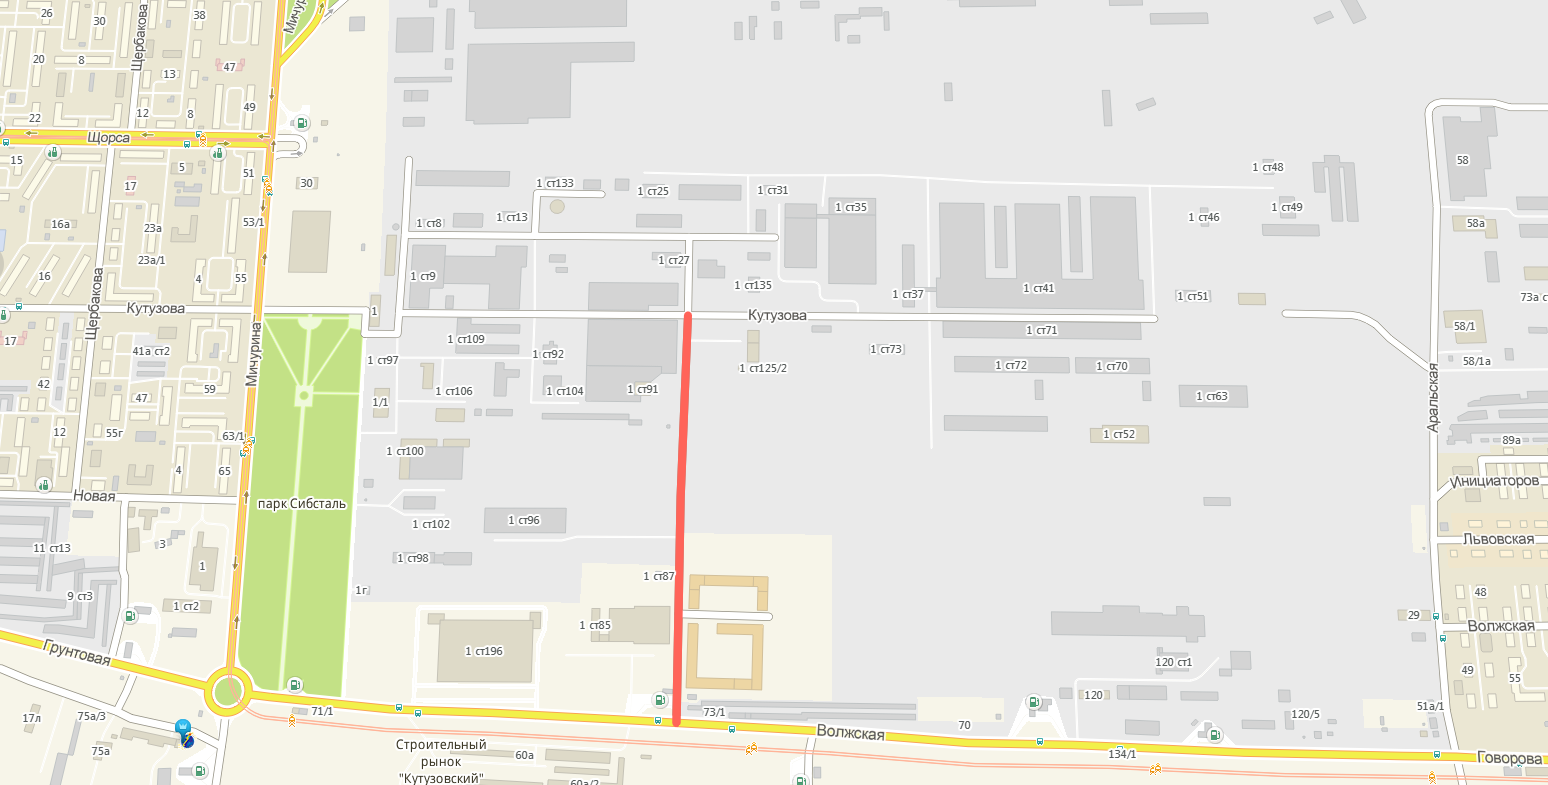 26
30
38
Щербакова
Мичур
20
8
13
47
22
12
8
49
Щорса
15
5
51
17
30
16а
23а
53/1
23а/1
16
4
55
Щербакова
Кутузова
Мичурина
17
41а ст2
59
42
47
12
55г
63/1
4
65
Новая
парк Сибсталь
11 ст13
3
1
9 ст3
1 ст2
Грунтовая
17л
75а/3
75а
71/1
1
1/1
1г
1 ст133
1 ст25
1 ст31
1 ст35
1 ст48
1 ст8
1 ст13
1 ст46
1 ст49
1 ст27
1 ст9
1 ст135
1 ст37
1 ст41
1 ст51
Кутузова
1 ст71
1 ст109
1 ст97
1 ст92
1 ст73
1 ст125/2
1 ст72
1 ст70
1 ст106
1 ст104
1 ст91
1 ст63
1 ст52
1 ст100
1 ст102
1 ст96
1 ст98
1 ст87
1 ст85
1 ст196
73/1
Волжская
70
120
120 ст1
120/5
134/1
Строительный
рынок
"Кутузовский"
60а
60а/2
58
58а
73а ст
58/1
58/1а
Аральская
89а
Инициаторов
Львовская
48
29
Волжская
49
55
51а/1
Говорова